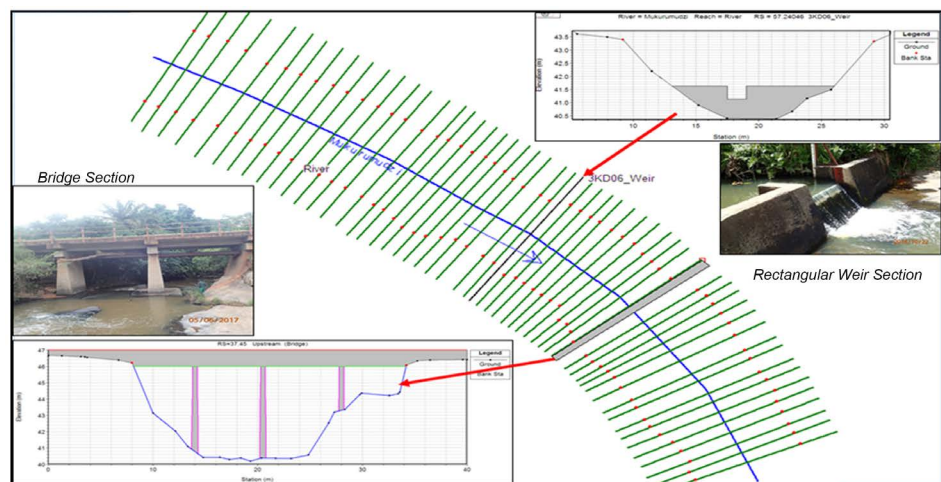 River = Mukurumudzi Reach = River RS = 57.24046 3KD06_Weir
Legend
Ground
Bank Sta
Elevation (m)
43.5
43.0
42.5
42.0
41.5
41.0
40.5
10
15
20
25
30
Station (m)
Mukurumudzi
River
3KD06_Weir
Bridge Section
05/06/2017
Rectangular Weir Section
RS=37.45 Upstream (Bridge)
Legend
Ground
Bank Sta
Elevation (m)
47
46
45
44
43
42
41
40
0
10
20
30
40
Station (m)